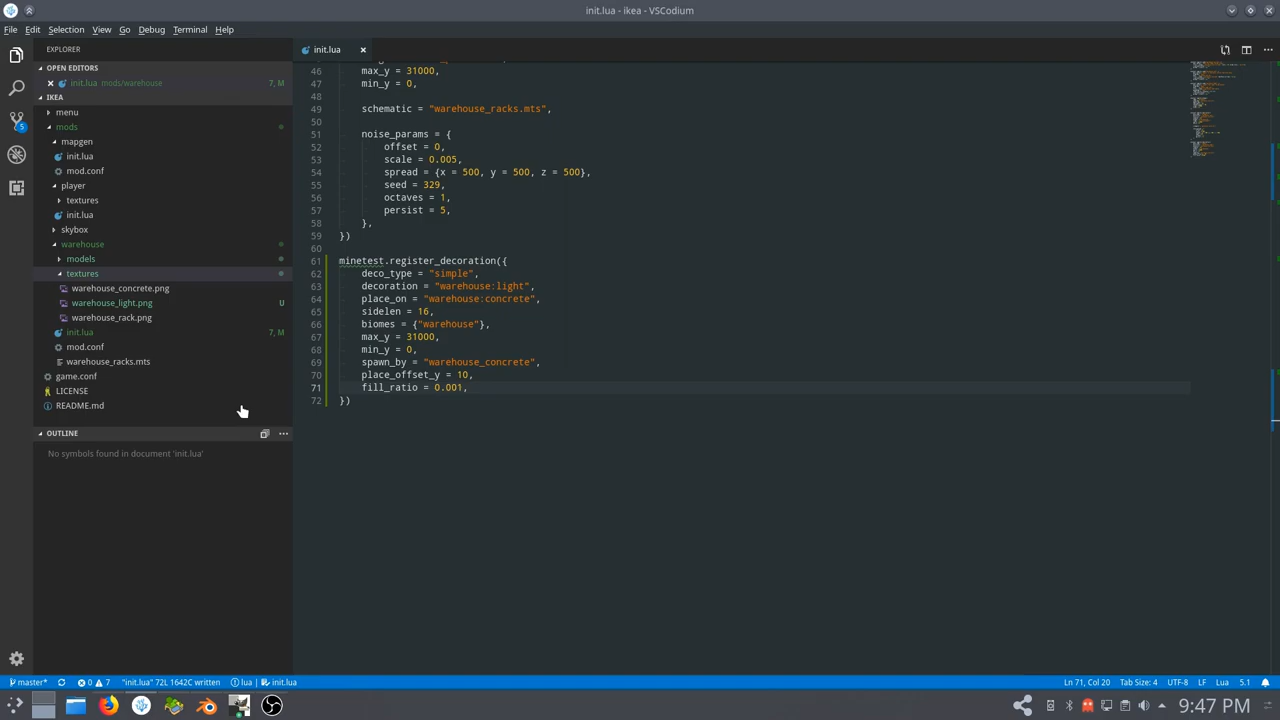 init.lua - ikea - VSCodium
File Edit Selection View Go Debug Terminal Help
EXPLORER
OPEN EDITORS
init.lua mods/warehouse 7, M
IKEA
menu
mods
mapgen
init.lua
mod.conf
player
textures
init.lua
skybox
warehouse
models
textures
warehouse_concrete.png
warehouse_light.png U
warehouse_rack.png
init.lua 7, M
mod.conf
warehouse_racks.mts
game.conf
LICENSE
README.md
OUTLINE
No symbols found in document 'init.lua'
5
init.lua
46 max_y = 31000,
47 min_y = 0,
48
49 schematic = "warehouse_racks.mts",
50
51 noise_params = {
52 offset = 0,
53 scale = 0.005,
54 spread = {x = 500, y = 500, z = 500},
55 seed = 329,
56 octaves = 1,
57 persist = 5,
58 },
59 })
60
61 minetest.register_decoration({
62 deco_type = "simple",
63 decoration = "warehouse:light",
64 place_on = "warehouse:concrete",
65 sidelen = 16,
66 biomes = {"warehouse"},
67 max_y = 31000,
68 min_y = 0,
69 spawn_by = "warehouse_concrete",
70 place_offset_y = 10,
71 fill_ratio = 0.001,
72 })
master* 0 7 "init.lua" 72L 1642C written lua init.lua Ln 71, Col 20 Tab Size: 4 UTF-8 LF Lua 5.1
9:47 PM